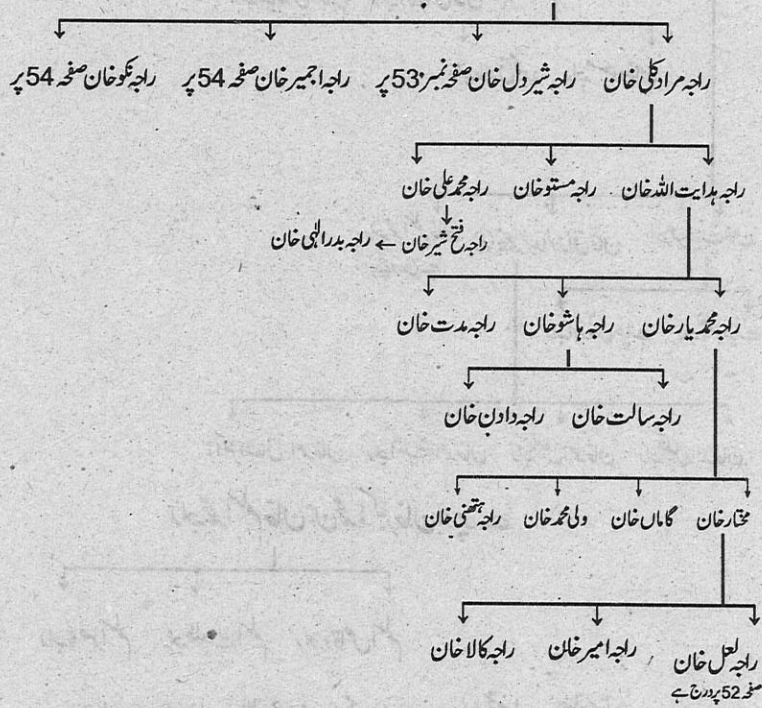 راجہ مراد کلی خان راجہ شیر دل خان صفحہ نمبر 53 پر راجہ اجمیر خان صفحہ 54 پر راجہ نکو خان صفحہ 54 پر
راجہ ہدایت اللہ خان راجہ مستو خان راجہ محمد علی خان
راجہ فتح شیر خان ← راجہ بدر الٰہی خان
راجہ محمد یار خان راجہ ہاشو خان راجہ مدت خان
راجہ سالت خان راجہ دادن خان
مختار خان گاماں خان ولی محمد خان راجہ ہتھنی خان
راجہ لعل خان راجہ امیر خان راجہ کالا خان
صفحہ 52 پر درج ہے